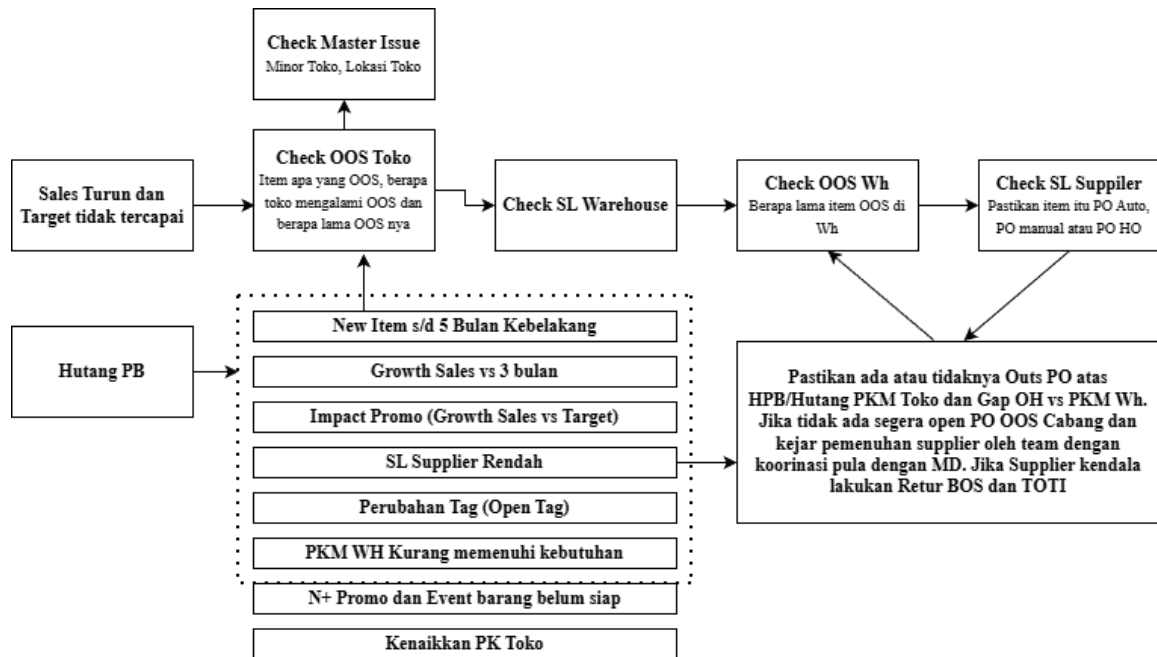 Check Master Issue
Minor Toko, Lokasi Toko
Sales Turun dan
Target tidak tercapai
Check OOS Toko
Item apa yang OOS, berapa
toko mengalami OOS dan
berapa lama OOS nya
Check SL Warehouse
Check OOS Wh
Berapa lama item OOS di
Wh
Check SL Suppiler
Pastikan item itu PO Auto,
PO manual atau PO HO
Hutang PB
New Item s/d 5 Bulan Kebelakang
Growth Sales vs 3 bulan
Impact Promo (Growth Sales vs Target)
SL Supplier Rendah
Perubahan Tag (Open Tag)
PKM WH Kurang memenuhi kebutuhan
N+ Promo dan Event barang belum siap
Kenaikkan PK Toko
Pastikan ada atau tidaknya Outs PO atas
HPB/Hutang PKM Toko dan Gap OH vs PKM Wh.
Jika tidak ada segera open PO OOS Cabang dan
kejar pemenuhan supplier oleh team dengan
koorinasi pula dengan MD. Jika Supplier kendala
lakukan Retur BOS dan TOTI